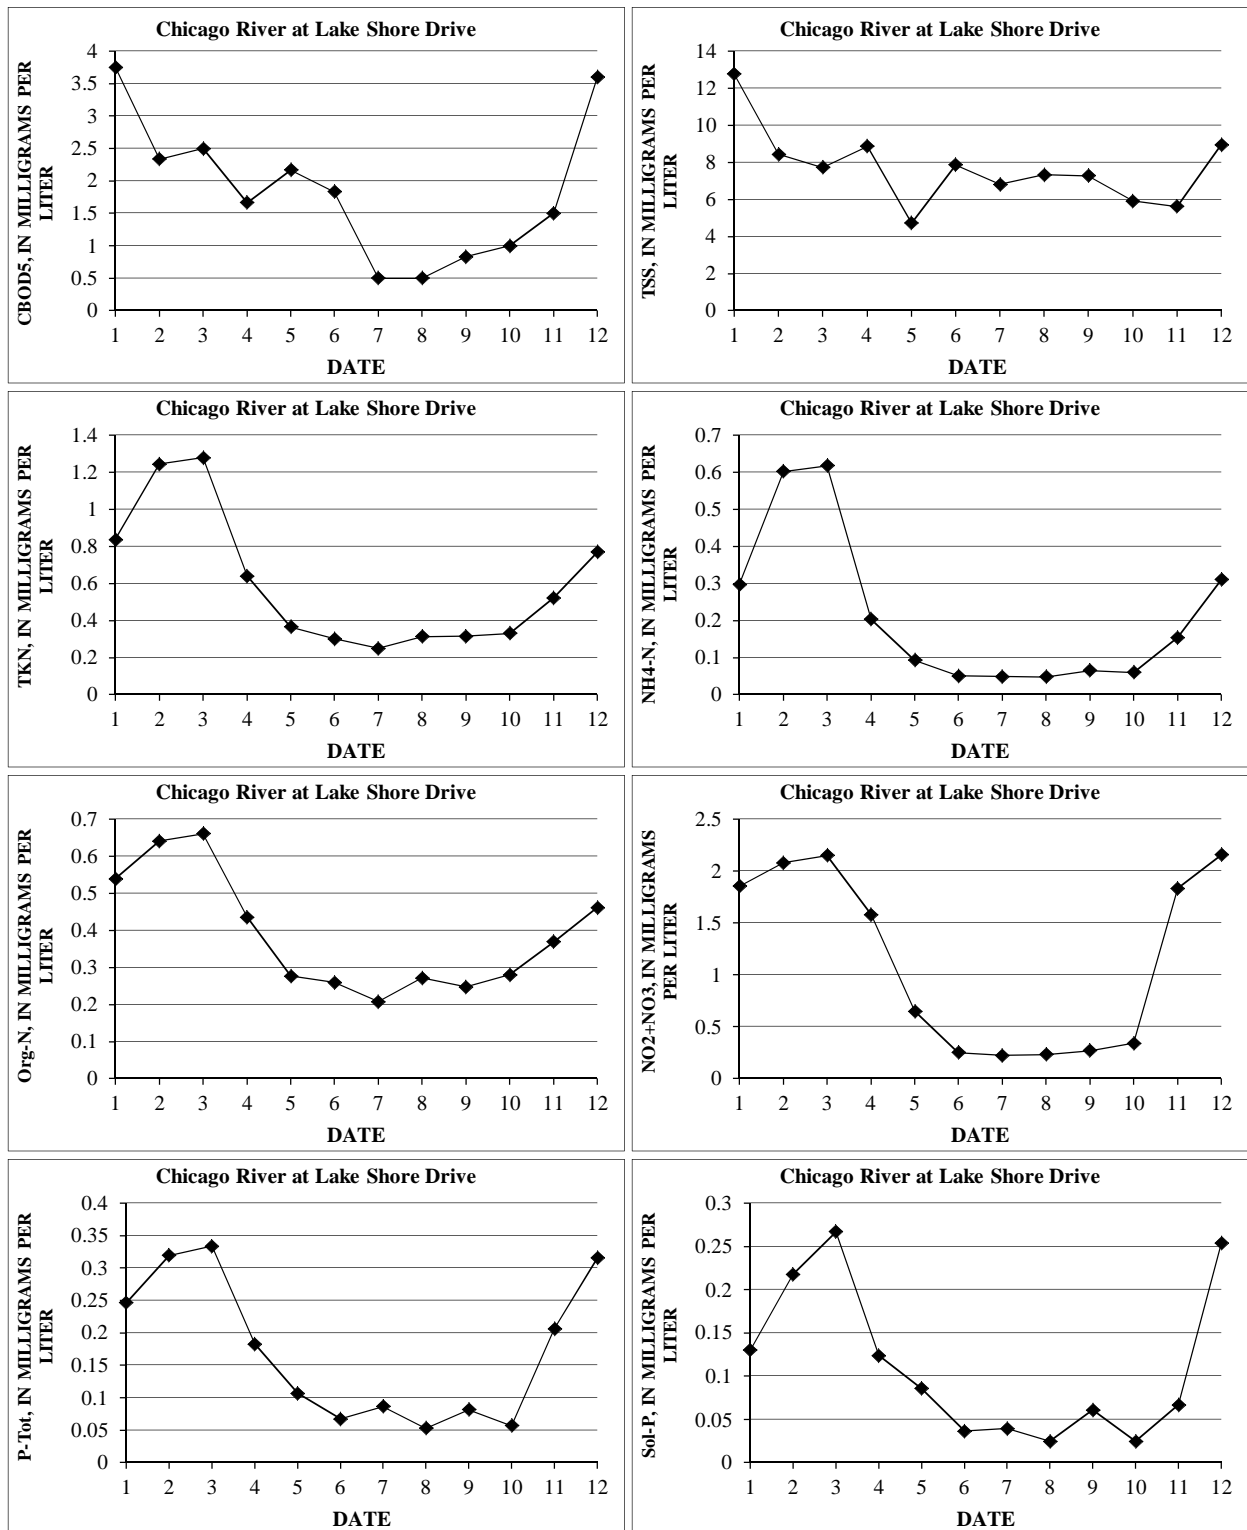 Chicago River at Lake Shore Drive
CBOD5, IN MILLIGRAMS PER
LITER
4
3.5
3
2.5
2
1.5
1
0.5
0
1 2 3 4 5 6 7 8 9 10 11 12
DATE
Chicago River at Lake Shore Drive
TSS, IN MILLIGRAMS PER
LITER
14
12
10
8
6
4
2
0
1 2 3 4 5 6 7 8 9 10 11 12
DATE
Chicago River at Lake Shore Drive
TKN, IN MILLIGRAMS PER
LITER
1.4
1.2
1
0.8
0.6
0.4
0.2
0
1 2 3 4 5 6 7 8 9 10 11 12
DATE
Chicago River at Lake Shore Drive
NH4-N, IN MILLIGRAMS PER
LITER
0.7
0.6
0.5
0.4
0.3
0.2
0.1
0
1 2 3 4 5 6 7 8 9 10 11 12
DATE
Chicago River at Lake Shore Drive
Org-N, IN MILLIGRAMS PER
LITER
0.7
0.6
0.5
0.4
0.3
0.2
0.1
0
1 2 3 4 5 6 7 8 9 10 11 12
DATE
Chicago River at Lake Shore Drive
NO2+NO3, IN MILLIGRAMS
PER LITER
2.5
2
1.5
1
0.5
0
1 2 3 4 5 6 7 8 9 10 11 12
DATE
Chicago River at Lake Shore Drive
P-Tot, IN MILLIGRAMS PER
LITER
0.4
0.35
0.3
0.25
0.2
0.15
0.1
0.05
0
1 2 3 4 5 6 7 8 9 10 11 12
DATE
Chicago River at Lake Shore Drive
Sol-P, IN MILLIGRAMS PER
LITER
0.3
0.25
0.2
0.15
0.1
0.05
0
1 2 3 4 5 6 7 8 9 10 11 12
DATE